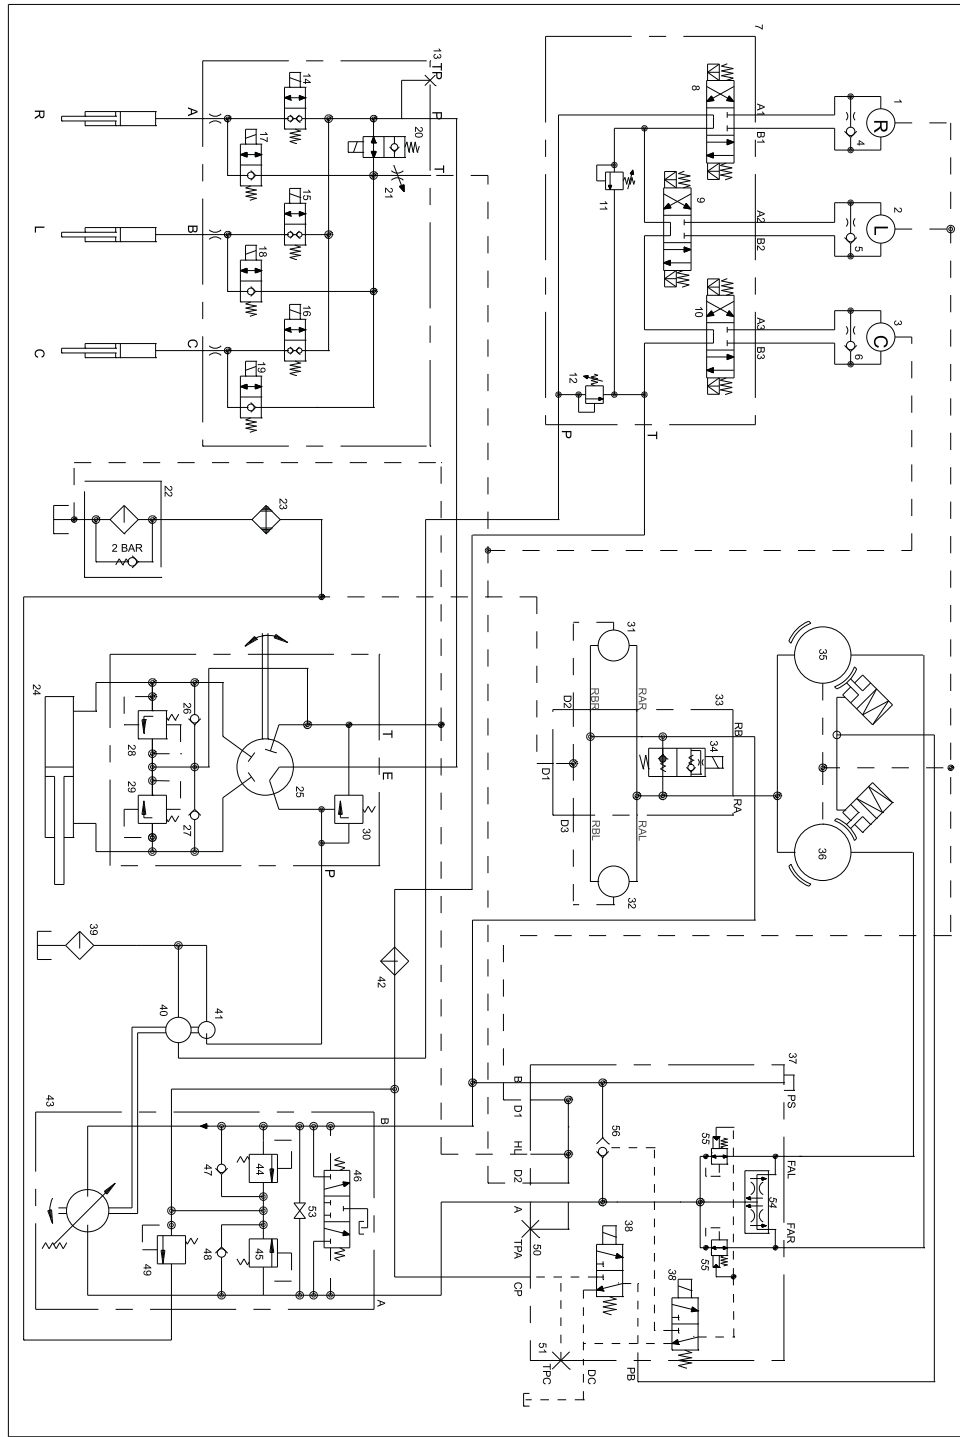 13 TP
14
R
A
P
17
20
T
21
15
L
B
18
16
C
C
19
7
8
A1
B1
1
R
4
11
9
A2
B2
2
L
5
10
A3
B3
3
C
6
12
P
T
22
23
2 BAR
24
26
28
29
27
25
T
E
30
P
31
RBR
RAR
33
D2
D1
D3
34
RB
RA
RBL
RAL
32
35
36
39
40
41
42
43
B
44
46
47
53
48
45
49
A
37
PS
B
D1
HL
D2
56
55
FAL
54
FAR
55
A
50
TPA
CP
38
38
51
TPC
DC
PB